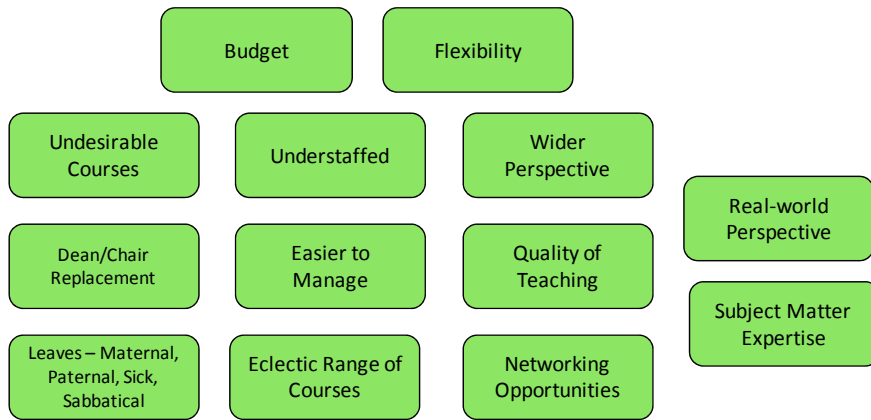 Budget
Flexibility
Undesirable
Courses
Understaffed
Wider
Perspective
Real-world
Perspective
Dean/Chair
Replacement
Easier to
Manage
Quality of
Teaching
Subject Matter
Expertise
Leaves – Maternal,
Paternal, Sick,
Sabbatical
Eclectic Range of
Courses
Networking
Opportunities